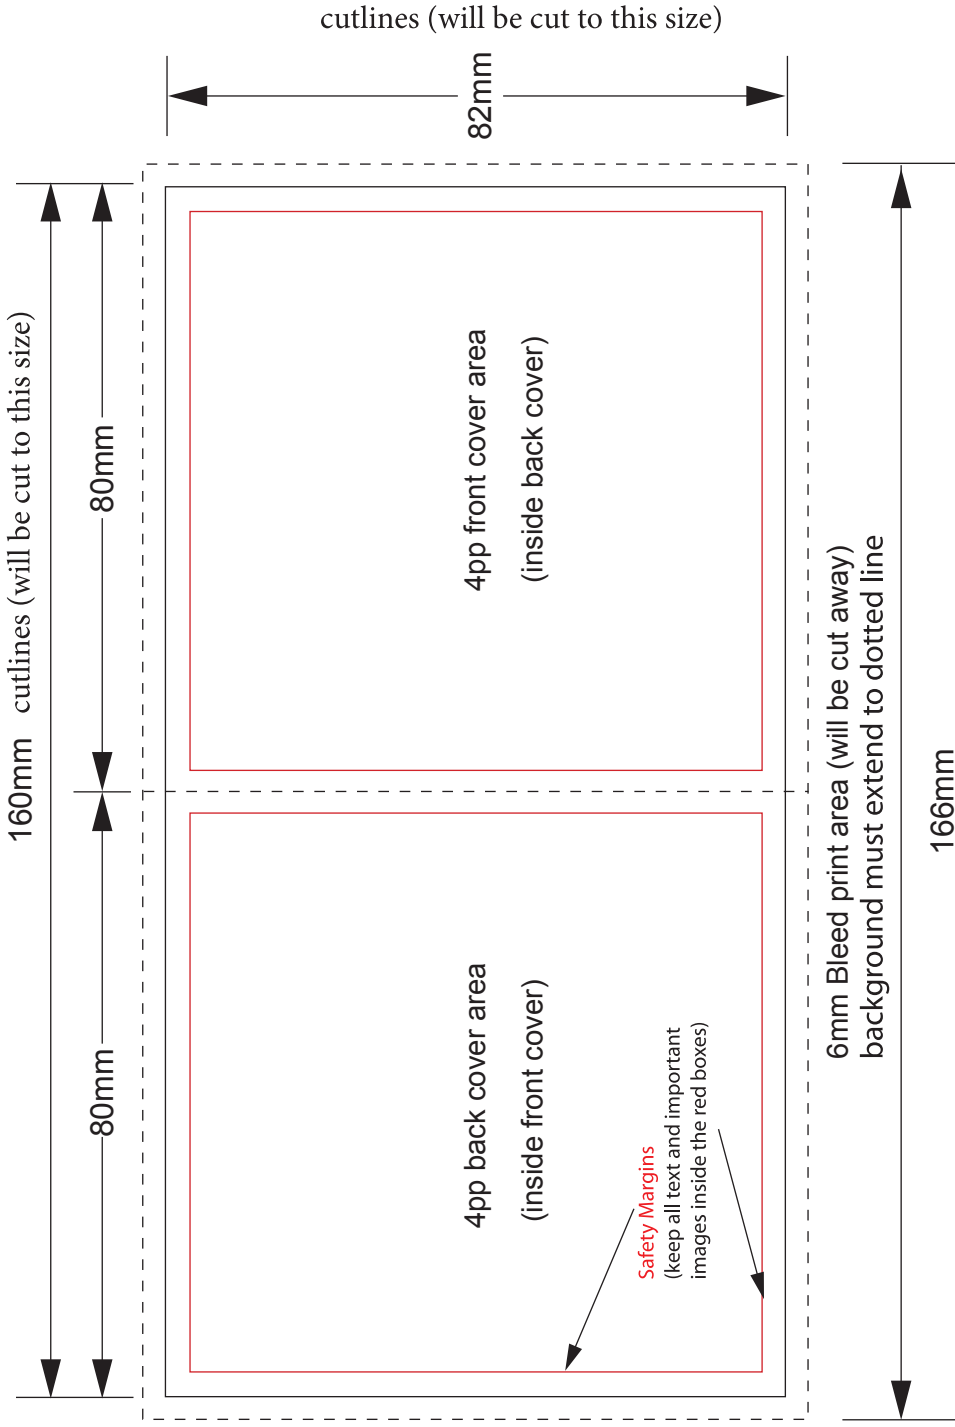 cutlines (will be cut to this size)
82mm
160mm cutlines (will be cut to this size)
80mm
80mm
4pp front cover area
(inside back cover)
4pp back cover area
(inside front cover)
Safety Margins
(keep all text and important
images inside the red boxes)
6mm Bleed print area (will be cut away)
background must extend to dotted line
166mm